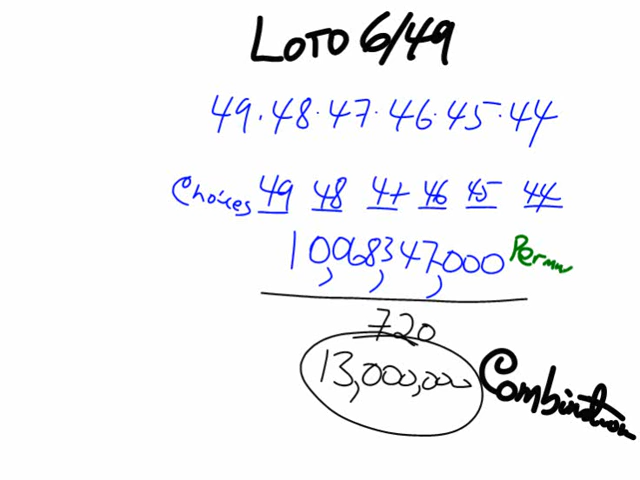 LOTO 6/49
49.48.47.46.45.44
Choices 49 48 47 46 45 44
10,068,347,000 Permu
720
13,000,000 Combination